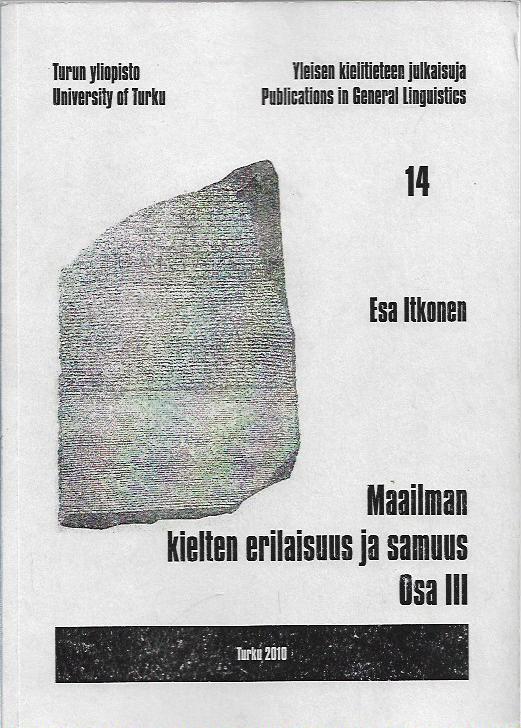 Turun yliopisto
University of Turku
Yleisen kielitieteen julkaisuja
Publications in General Linguistics
14
Esa Itkonen
Maailman
kielten erilaisuus ja samuus
Osa III
Turku 2010